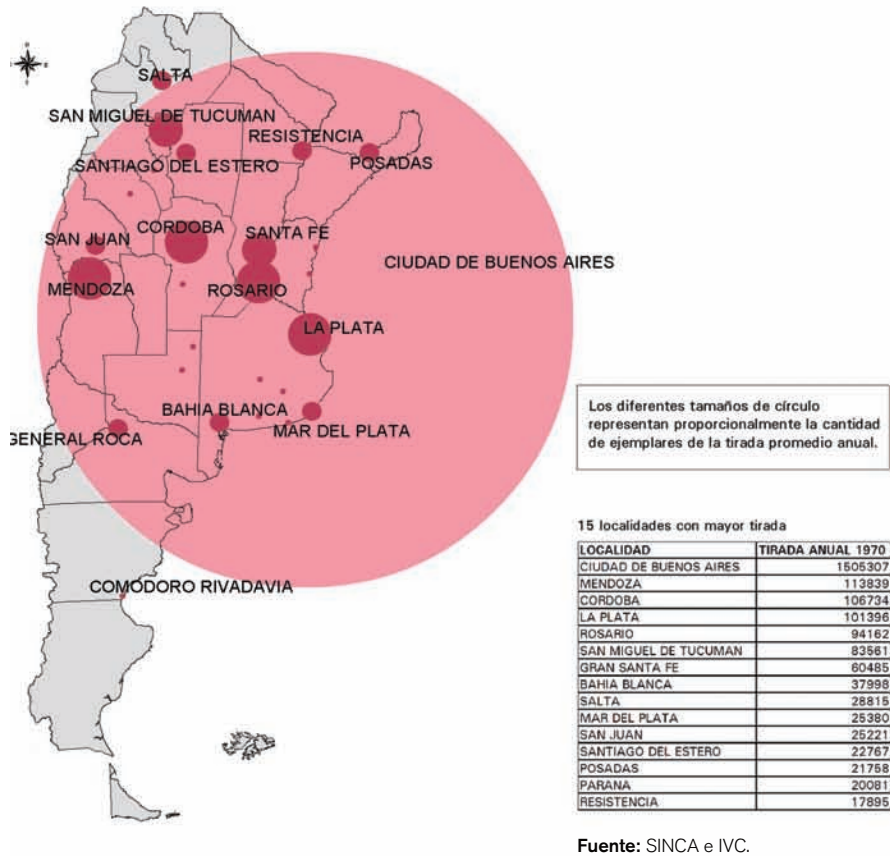 SALTA
SAN MIGUEL DE TUCUMAN
RESISTENCIA
SANTIAGO DEL ESTERO
POSADAS
CORDOBA
SANTA FE
SAN JUAN
CIUDAD DE BUENOS AIRES
MENDOZA
ROSARIO
LA PLATA
BAHIA BLANCA
MAR DEL PLATA
GENERAL ROCA
COMODORO RIVADAVIA
Los diferentes tamaños de círculo
representan proporcionalmente la cantidad
de ejemplares de la tirada promedio anual.
15 localidades con mayor tirada
LOCALIDAD TIRADA ANUAL 1970
CIUDAD DE BUENOS AIRES 1505307
MENDOZA 113839
CORDOBA 106734
LA PLATA 101396
ROSARIO 94162
SAN MIGUEL DE TUCUMAN 83561
GRAN SANTA FE 60485
BAHIA BLANCA 37998
SALTA 28815
MAR DEL PLATA 25380
SAN JUAN 25221
SANTIAGO DEL ESTERO 22767
POSADAS 21758
PARANA 20081
RESISTENCIA 17895
Fuente: SINCA e IVC.